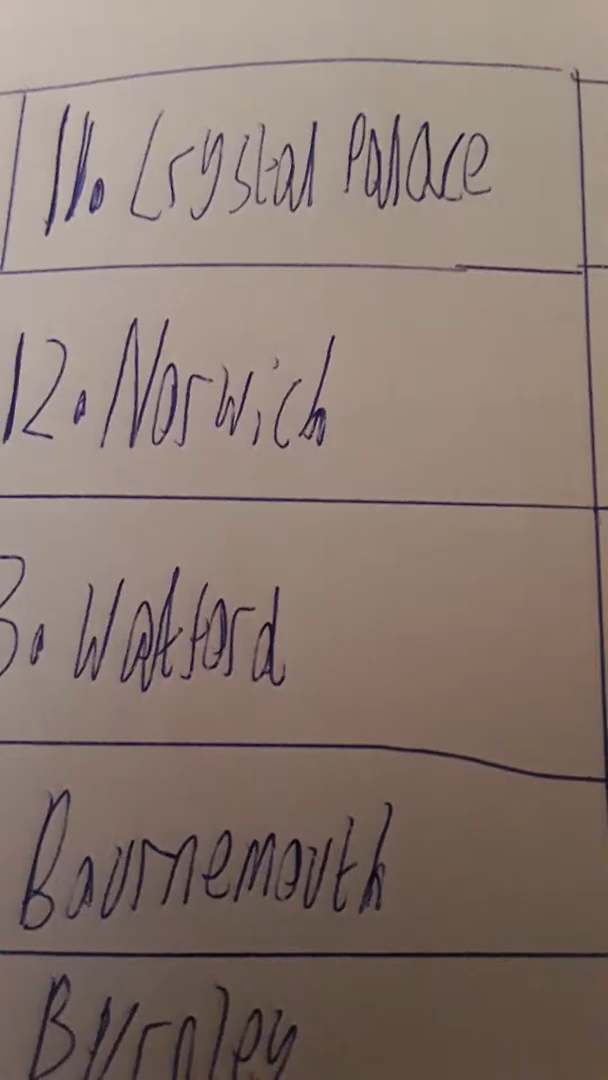 11. Crystal Palace
12. Norwich
3. Watford
Bournemouth
Burnley